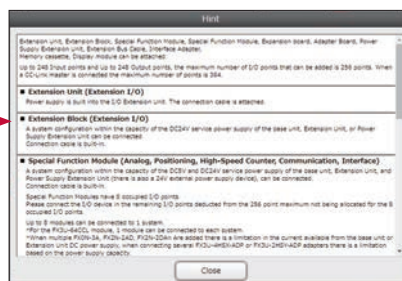 Hint
Extension Unit, Extension Block, Special Function Module, Special Function Module, Expansion board, Adapter Board, Power
Supply Extension Unit, Extension Bus Cable, Interface Adapter,
Memory cassette, Display module can be attached.
Up to 248 Input points and Up to 248 Output points, the maximum number of I/O points that can be added is 256 points. When
a CC-Link master is connected the maximum number of points is 384.
■ Extension Unit (Extension I/O)
Power supply is built into the I/O Extension Unit. The connection cable is attached.
■ Extension Block (Extension I/O)
A system configuration within the capacity of the DC24V service power supply of the base unit, Extension Unit, or Power
Supply Extension Unit can be connected.
Connection cable is built-in.
■ Special Function Module (Analog, Positioning, High-Speed Counter, Communication, Interface)
A system configuration within the capacity of the DC5V and DC24V service power supply of the base unit, Extension Unit, and
Power Supply Extension Unit (there is also a 24V external power supply device), can be connected.
Connection cable is built-in.
Special Function Modules have 8 occupied I/O points
Please connect the I/O device in the remaining I/O points deducted from the 256 point maximum not being allocated for the 8
occupied I/O points.
Up to 8 modules can be connected to 1 system.
*For the FX3U-64CCL module, 1 module can be connected to each system.
*When multiple FX0N-3A, FX2N-2AD, FX2N-2DA are added there is a limitation in the current available from the base unit or
Extension Unit DC power supply, when connecting several FX3U-4HSX-ADP or FX3U-2HSY-ADP adapters there is a limitation
based on the power supply capacity.
Close